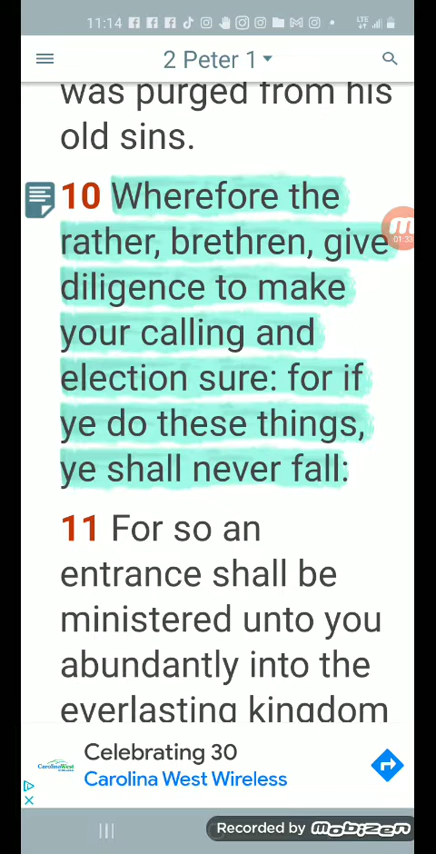 11:14
LTE
2 Peter 1
was purged from his
old sins.
10 Wherefore the
rather, brethren, give
diligence to make
your calling and
election sure: for if
ye do these things,
ye shall never fall:
11 For so an
entrance shall be
ministered unto you
abundantly into the
everlasting kingdom
Celebrating 30
Carolina West Wireless
Recorded by mobizen